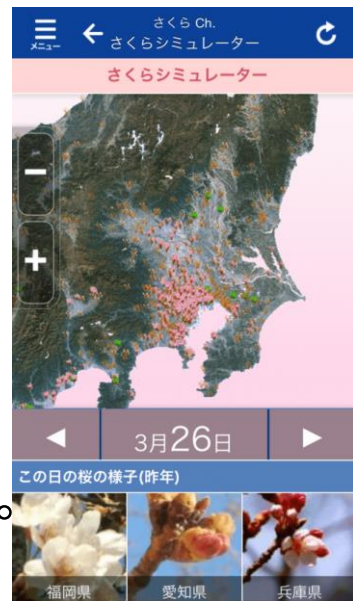 さくら Ch.
メニュー
さくらシミュレーター
さくらシミュレーター
3月26日
この日の桜の様子(昨年)
福岡県
愛知県
兵庫県